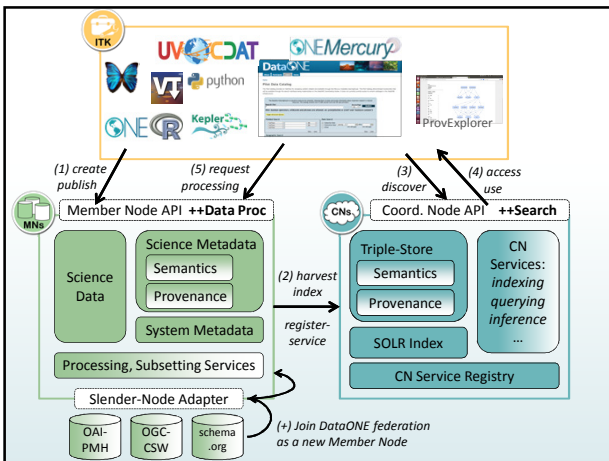 ITK
UV CDAT
ONEMercury
DataONE
VT
python
ONE
R
Kepler
ProvExplorer
(1) create
publish
(5) request
processing
(3)
discover
(4) access
use
MNs
Member Node API ++Data Proc
CNs
Coord. Node API ++Search
Science
Data
Science Metadata
Semantics
Provenance
System Metadata
Processing, Subsetting Services
(2) harvest
index
register-
service
Triple-Store
Semantics
Provenance
SOLR Index
CN
Services:
indexing
querying
inference
...
CN Service Registry
Slender-Node Adapter
OAI-
PMH
OGC-
CSW
schema
.org
(+) Join DataONE federation
as a new Member Node